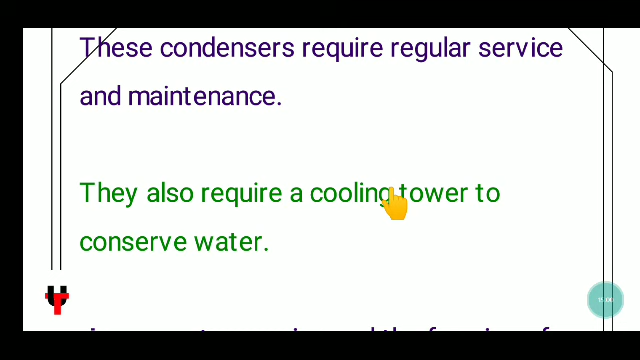 These condensers require regular service
and maintenance.
They also require a cooling tower to
conserve water.